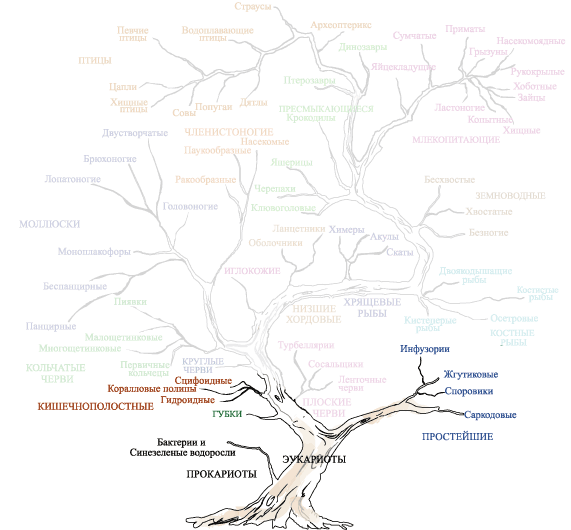 Страусы
Певчие
птицы
Водоплавающие
птицы
Археоптерикс
Динозавры
Сумчатые
Приматы
Насекомоядные
Грызуны
ПТИЦЫ
Яйцекладущие
Рукокрылые
Птерозавры
Цапли
Хоботные
Зайцы
Хищные
птицы
Совы
Попугаи
Дятлы
ПРЕСМЫКАЮЩИЕСЯ
Крокодилы
Ластоногие
Копытные
Хищные
Двустворчатые
ЧЛЕНИСТОНОГИЕ
Насекомые
МЛЕКОПИТАЮЩИЕ
Паукообразные
Брюхоногие
Ящерицы
Лопатоногие
Ракообразные
Черепахи
Бесхвостые
ЗЕМНОВОДНЫЕ
Головоногие
Клювоголовые
Хвостатые
МОЛЛЮСКИ
Ланцетники
Химеры
Акулы
Безногие
Оболочники
Моноплакофоры
Скаты
ИГЛОКОЖИЕ
Двоякодышащие
рыбы
Беспанцирные
Костистые
рыбы
Пиявки
НИЗШИЕ
ХОРДОВЫЕ
ХРЯЩЕВЫЕ
РЫБЫ
Панцирные
Кистеперые
рыбы
Осетровые
Малощетинковые
КОСТНЫЕ
РЫБЫ
Многощетинковые
Турбеллярии
Инфузории
КОЛЬЧАТЫЕ
ЧЕРВИ
Первичные
кольчецы
КРУГЛЫЕ
ЧЕРВИ
Сосальщики
Жгутиковые
Сцифоидные
Ленточные
черви
Коралловые полипы
Споровики
Гидроидные
КИШЕЧНОПОЛОСТНЫЕ
ПЛОСКИЕ
ЧЕРВИ
ГУБКИ
Саркодовые
ПРОСТЕЙШИЕ
Бактерии и
Синезеленые водоросли
ЭУКАРИОТЫ
ПРОКАРИОТЫ